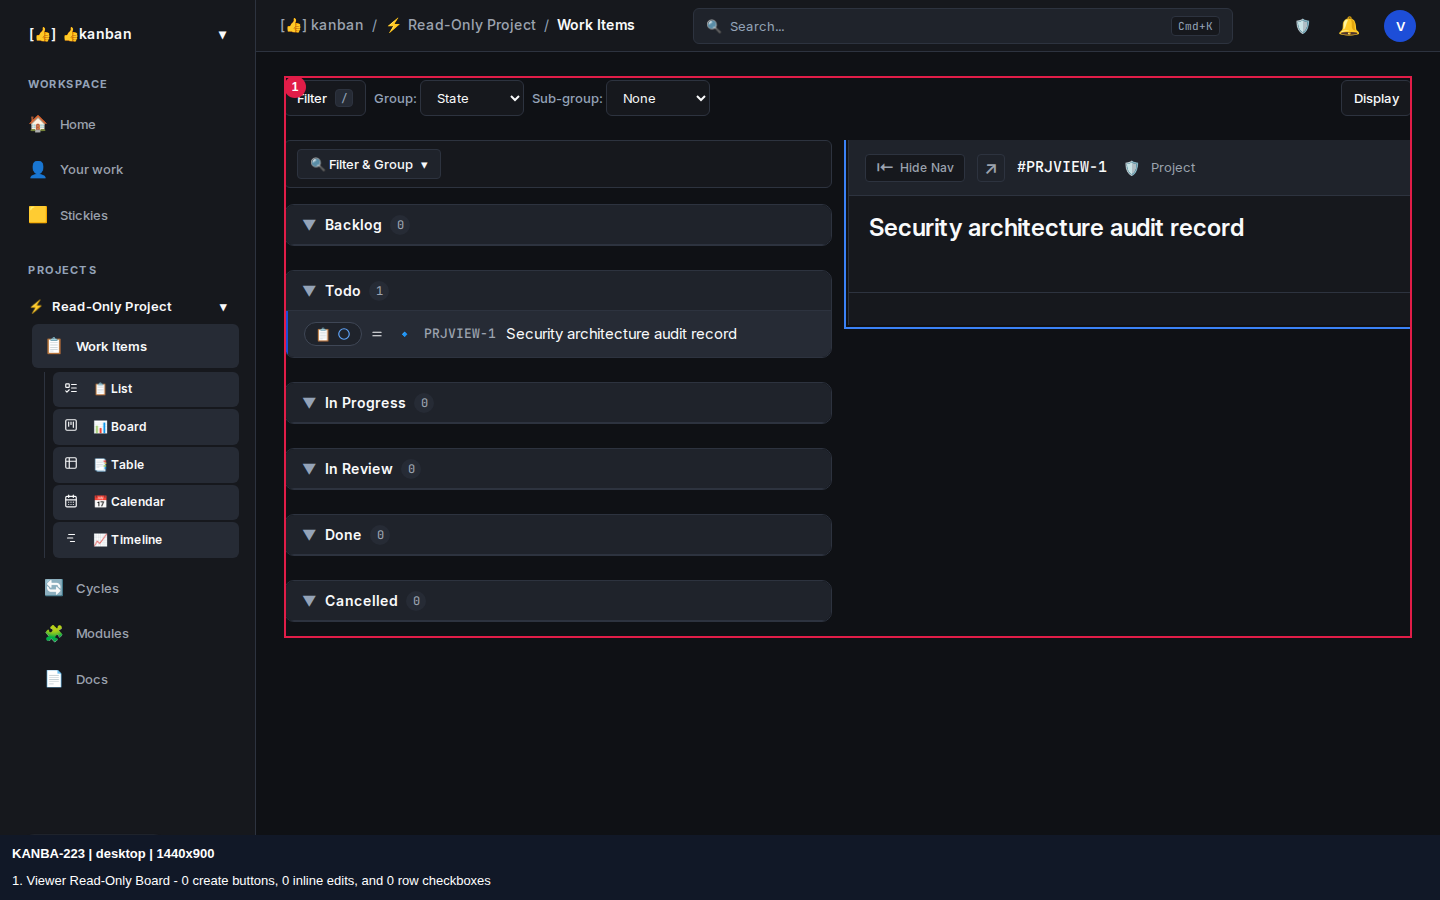 [👍] 👍kanban ▼
WORKSPACE
🏠 Home
👤 Your work
🟨 Stickies
PROJECTS
⚡ Read-Only Project ▼
📋 Work Items
📋 List
📊 Board
📑 Table
📅 Calendar
📈 Timeline
🔄 Cycles
🧩 Modules
📄 Docs
[👍] kanban / ⚡ Read-Only Project / Work Items
🔍 Search... Cmd+K
V
1
Filter / Group: State Sub-group: None Display
🔍 Filter & Group ▼
▼ Backlog 0
▼ Todo 1
PRJVIEW-1 Security architecture audit record
▼ In Progress 0
▼ In Review 0
▼ Done 0
▼ Cancelled 0
Hide Nav #PRJVIEW-1 🛡️ Project
Security architecture audit record
KANBA-223 | desktop | 1440x900
1. Viewer Read-Only Board - 0 create buttons, 0 inline edits, and 0 row checkboxes